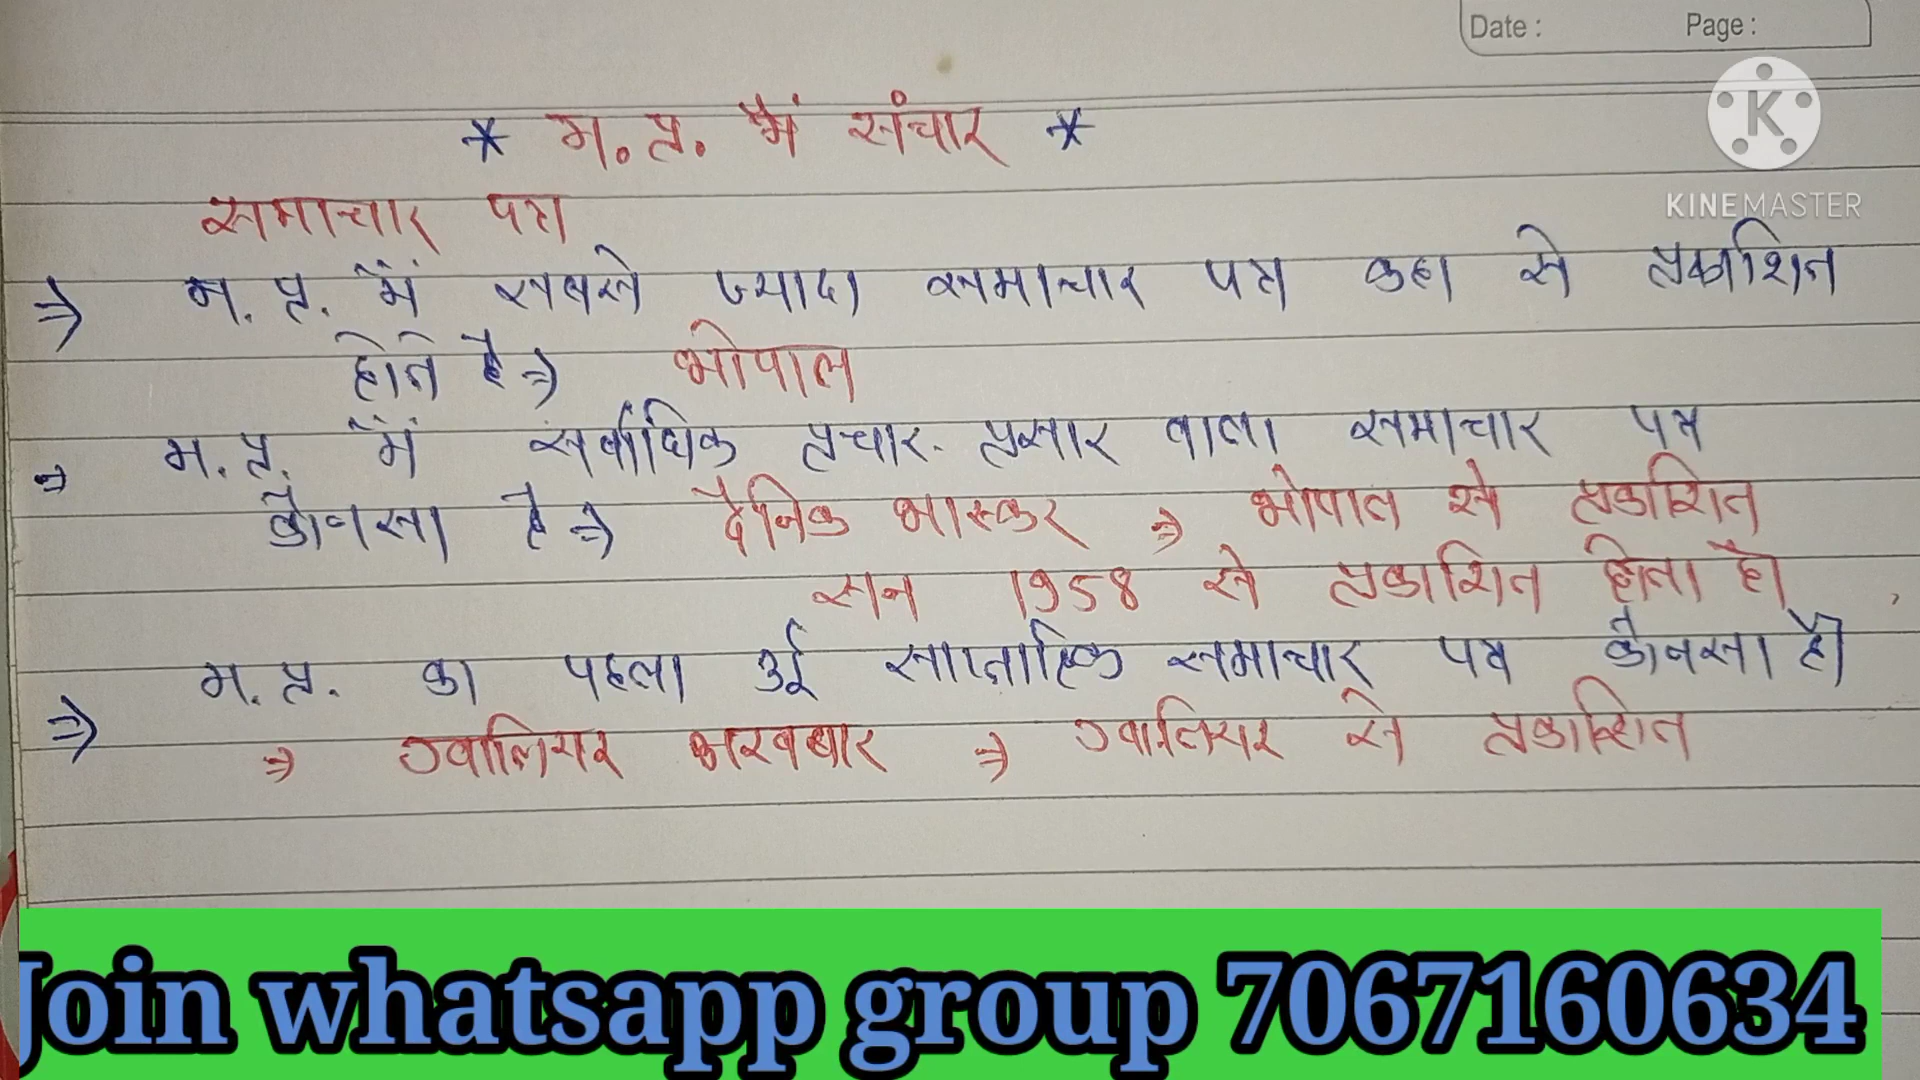 Date : Page :
* म. प्र. में संचार *
KINEMASTER
समाचार पत्र
⇒ म. प्र. में सबसे ज्यादा समाचार पत्र कहा से प्रकाशित
होते है ⇒ भोपाल
⇒ म. प्र. में सर्वाधिक प्रचार. प्रसार वाला समाचार पत्र
कौनसा है ⇒ दैनिक भास्कर ⇒ भोपाल से प्रकाशित
सन 1958 से प्रकाशित होता है।
⇒ म. प्र. का पहला उर्दू साप्ताहिक समाचार पत्र कौनसा है।
⇒ ग्वालियर अखबार ⇒ ग्वालियर से प्रकाशित
Join whatsapp group 7067160634